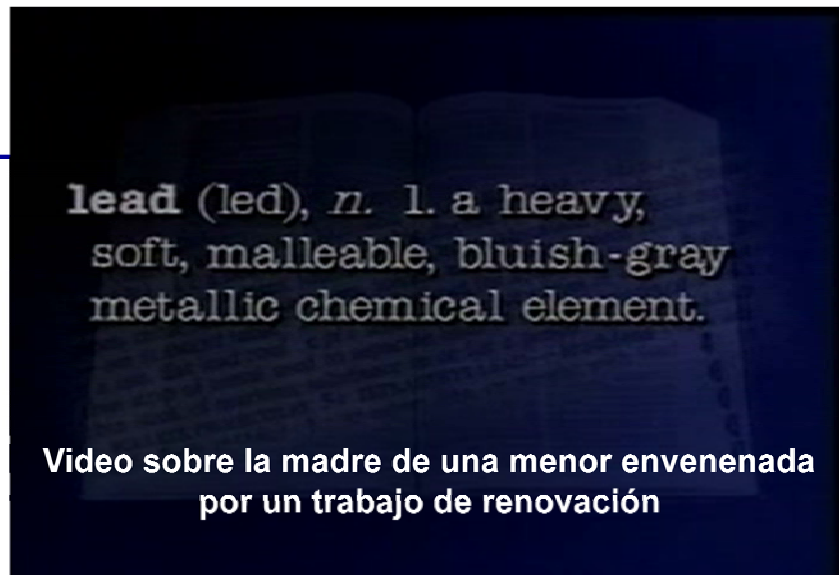 lead (led), n. 1. a heavy,
soft, malleable, bluish-gray
metallic chemical element.
Video sobre la madre de una menor envenenada
por un trabajo de renovación